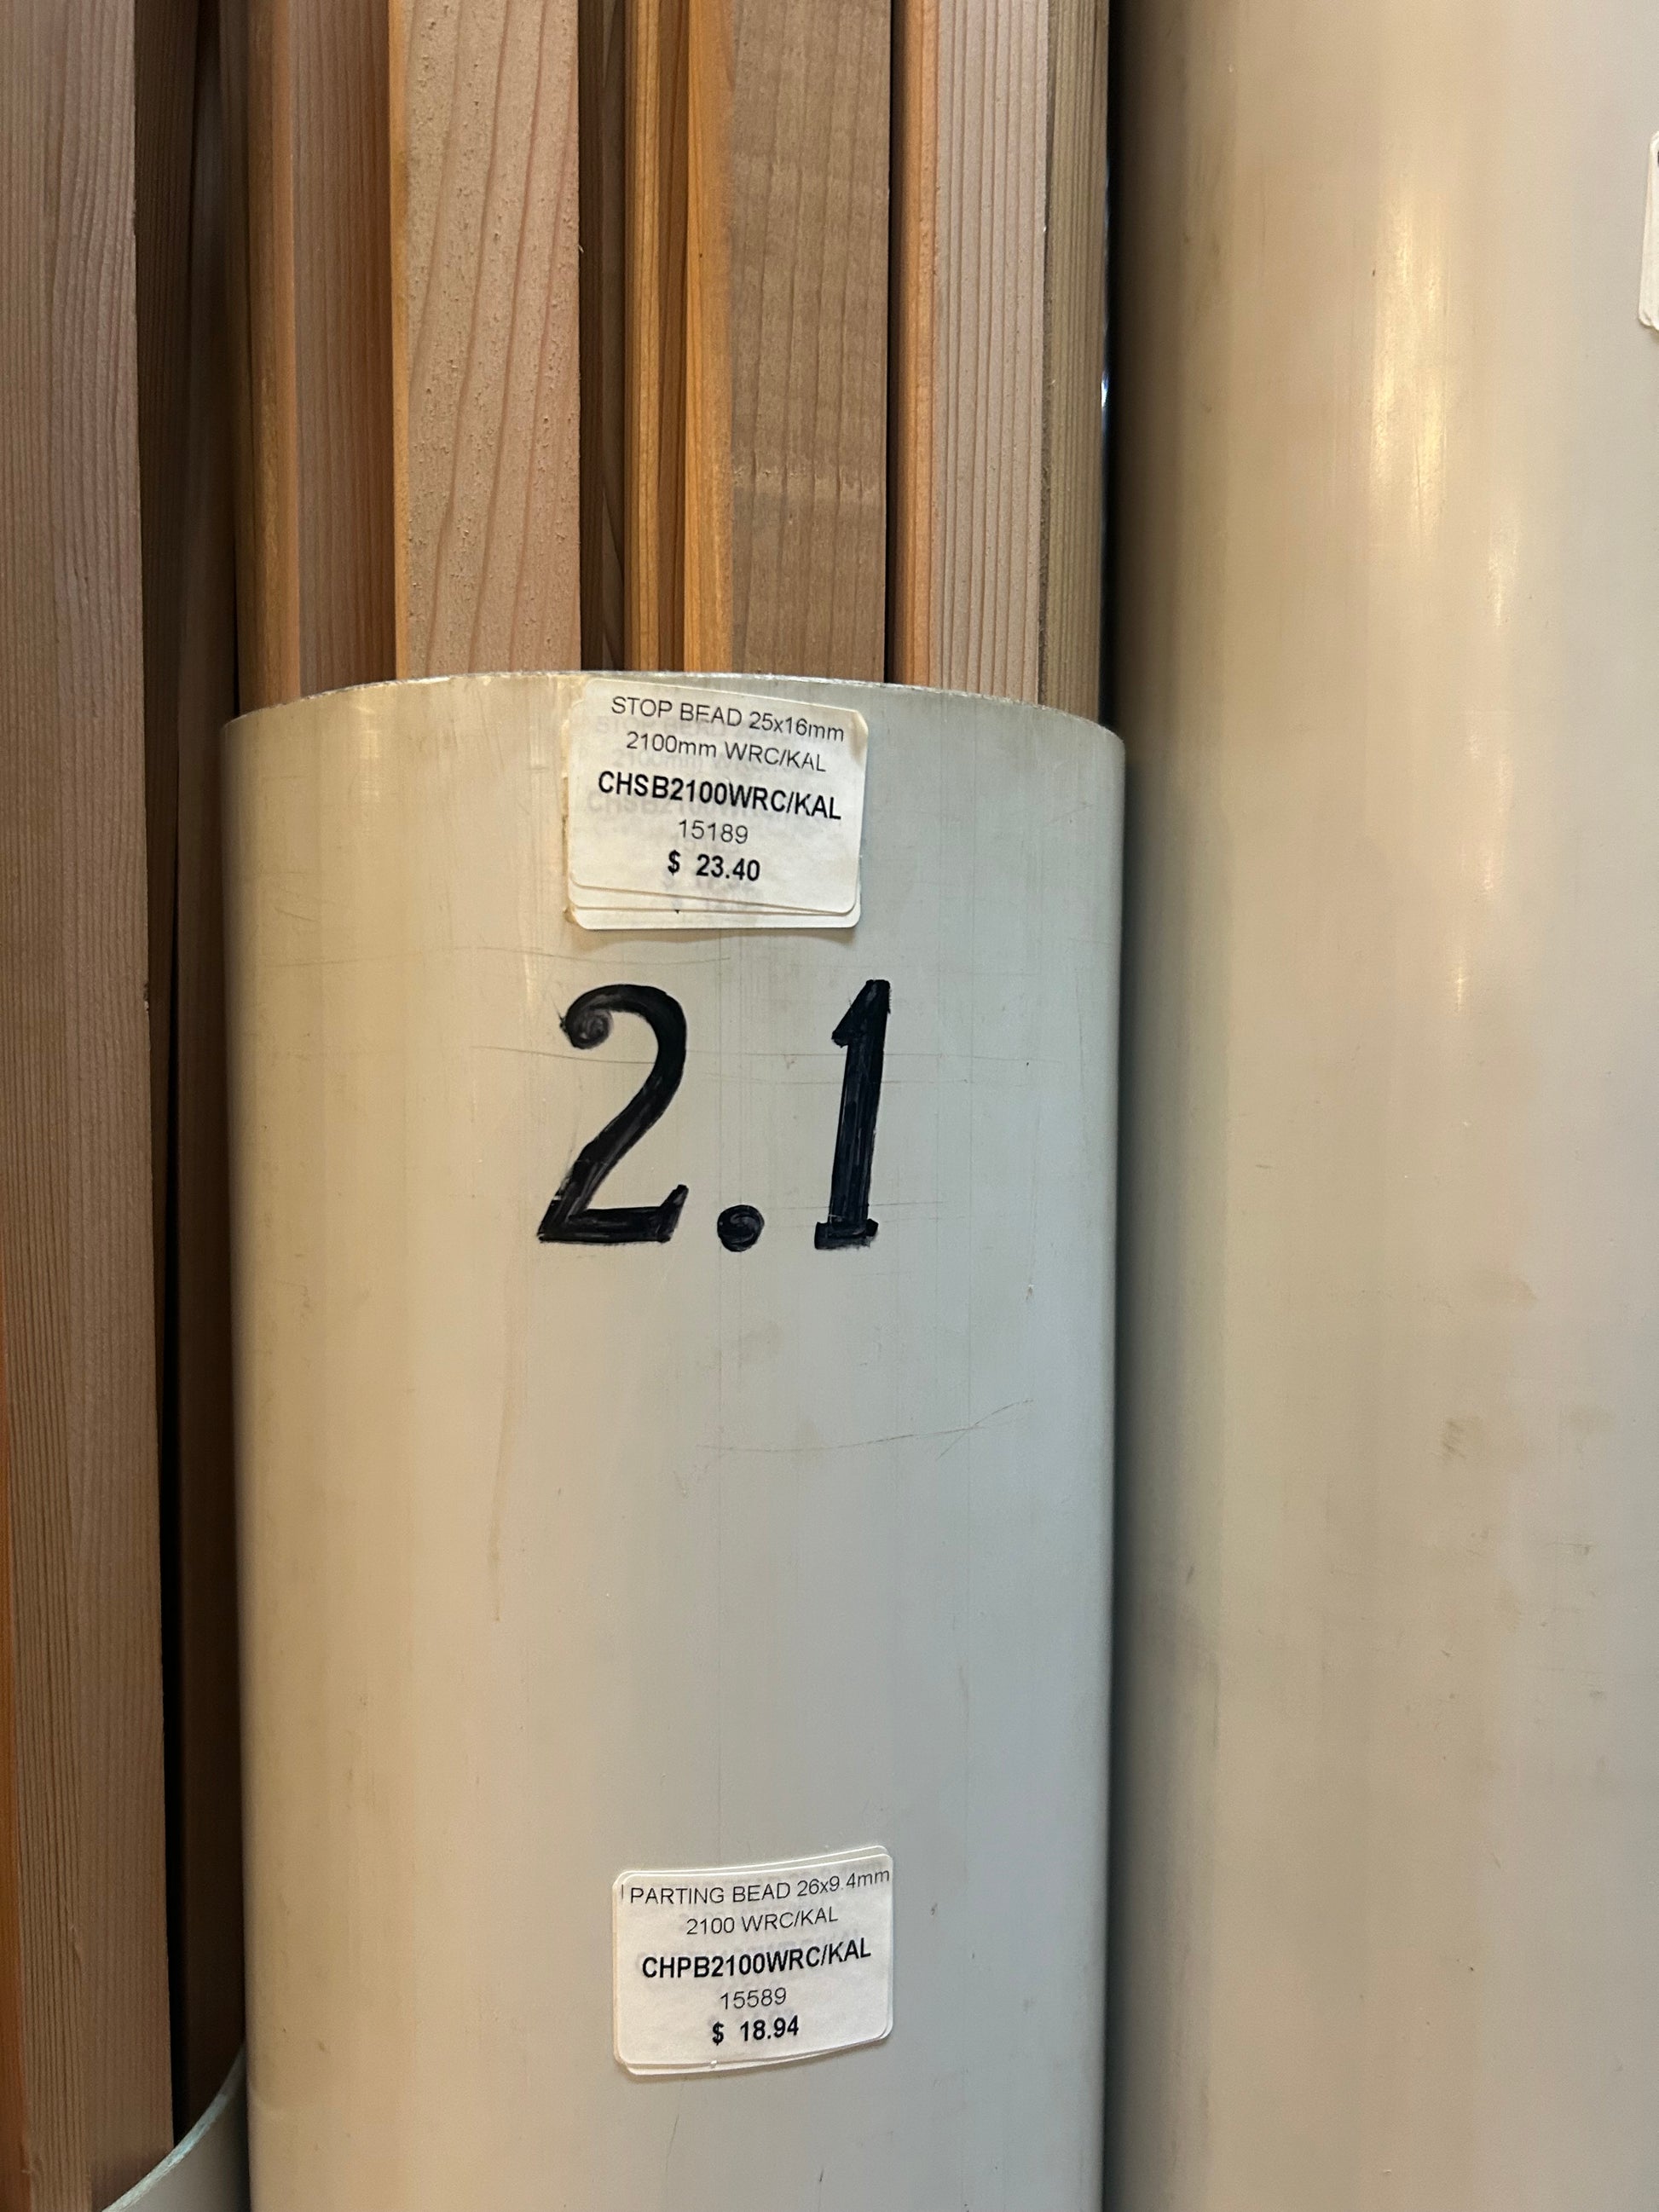 STOP BEAD 25x16mm
2100mm WRC/KAL
CHSB2100WRC/KAL
15189
$ 23.40
2.1
PARTING BEAD 26x9.4mm
2100 WRC/KAL
CHPB2100WRC/KAL
15589
$ 18.94